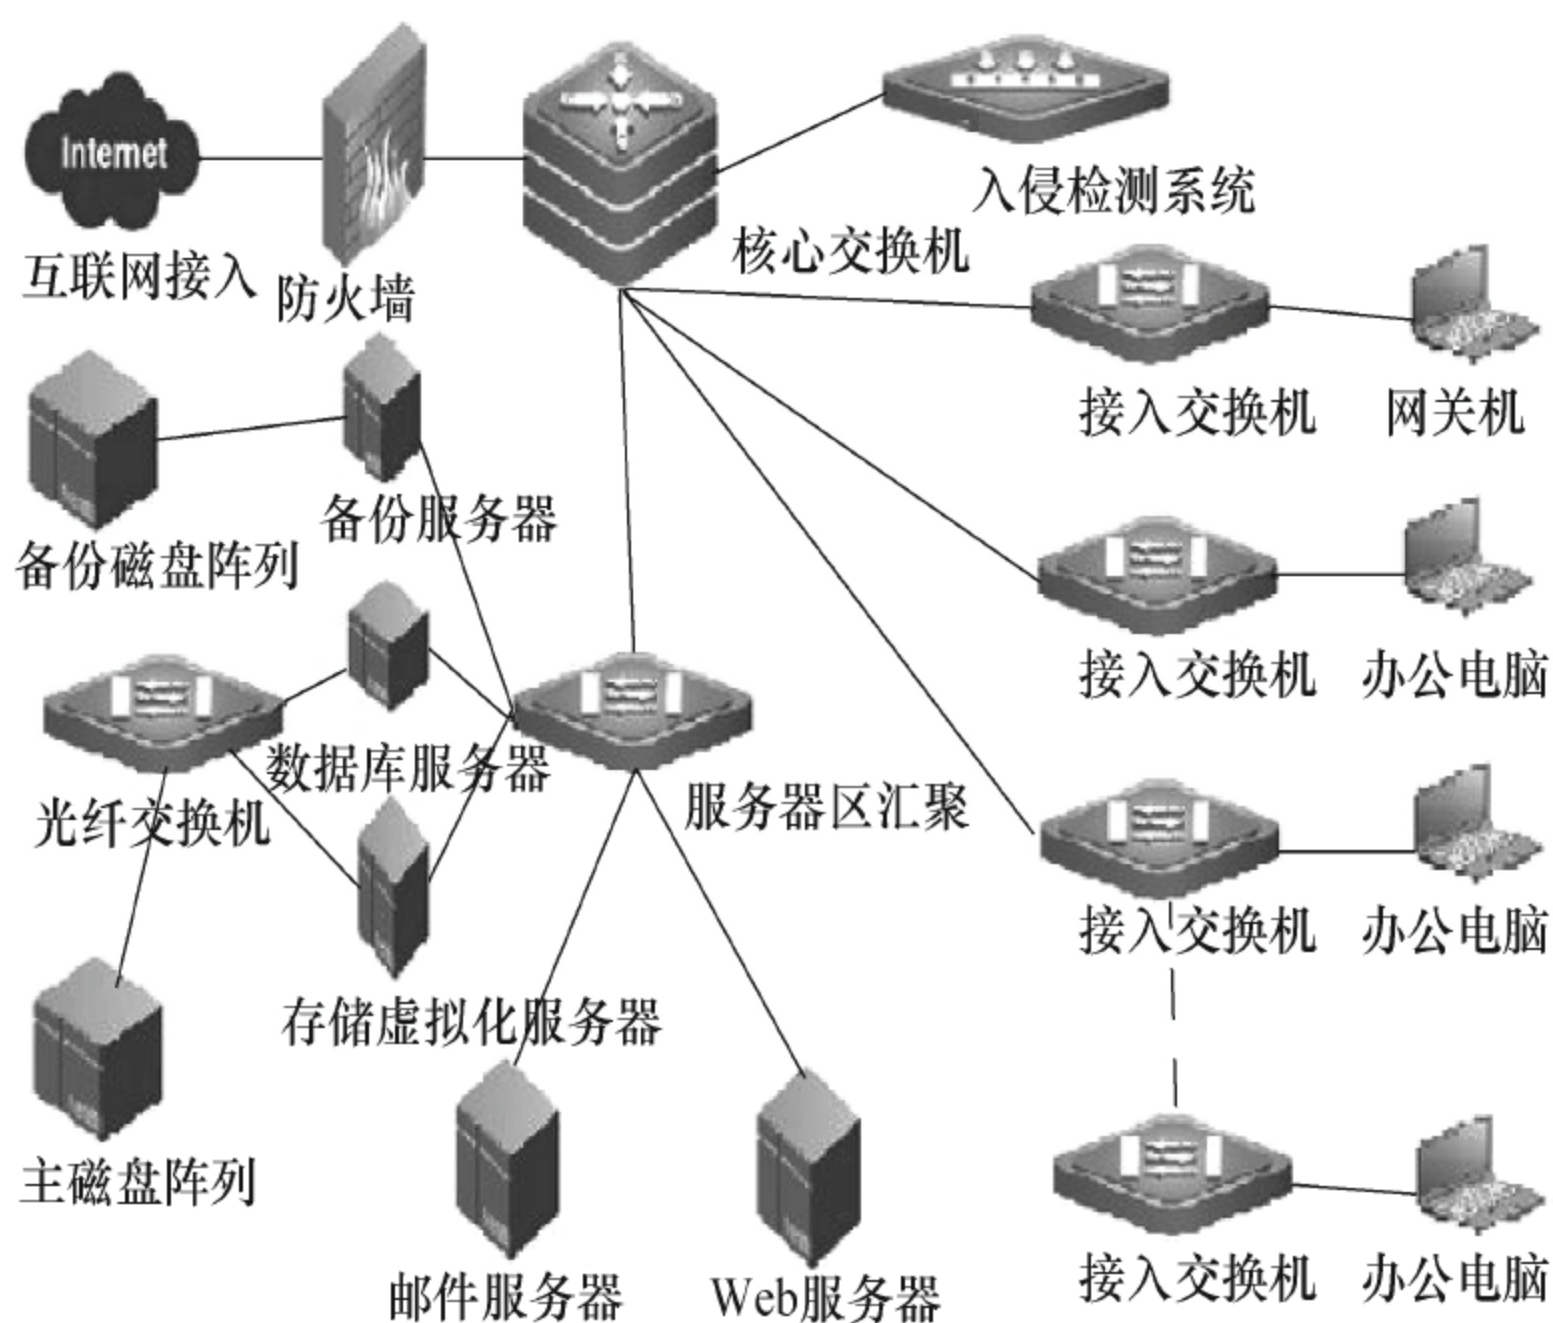 Internet
互联网接入
防火墙
核心交换机
入侵检测系统
接入交换机
网关机
备份磁盘阵列
备份服务器
接入交换机
办公电脑
光纤交换机
数据库服务器
服务器区汇聚
接入交换机
办公电脑
存储虚拟化服务器
主磁盘阵列
邮件服务器
Web服务器
接入交换机
办公电脑